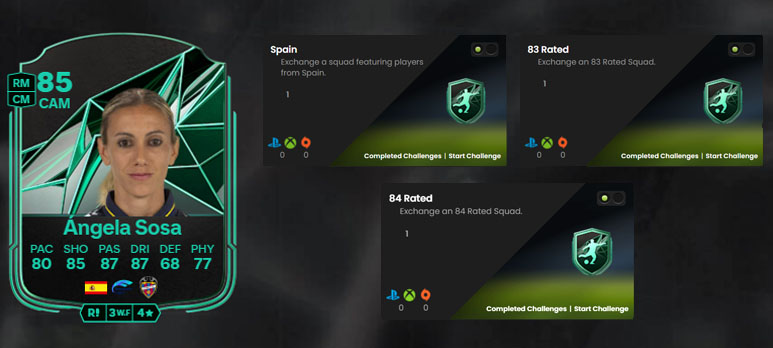 RM
CM
85
CAM
Ángela Sosa
PAC SHO PAS DRI DEF PHY
80 85 87 87 68 77
R! 3 W.F 4★
Spain
Exchange a squad featuring players
from Spain.
1
0 0
Completed Challenges | Start Challenge
83 Rated
Exchange an 83 Rated Squad.
1
0 0
Completed Challenges | Start Challenge
84 Rated
Exchange an 84 Rated Squad.
1
0 0
Completed Challenges | Start Challenge